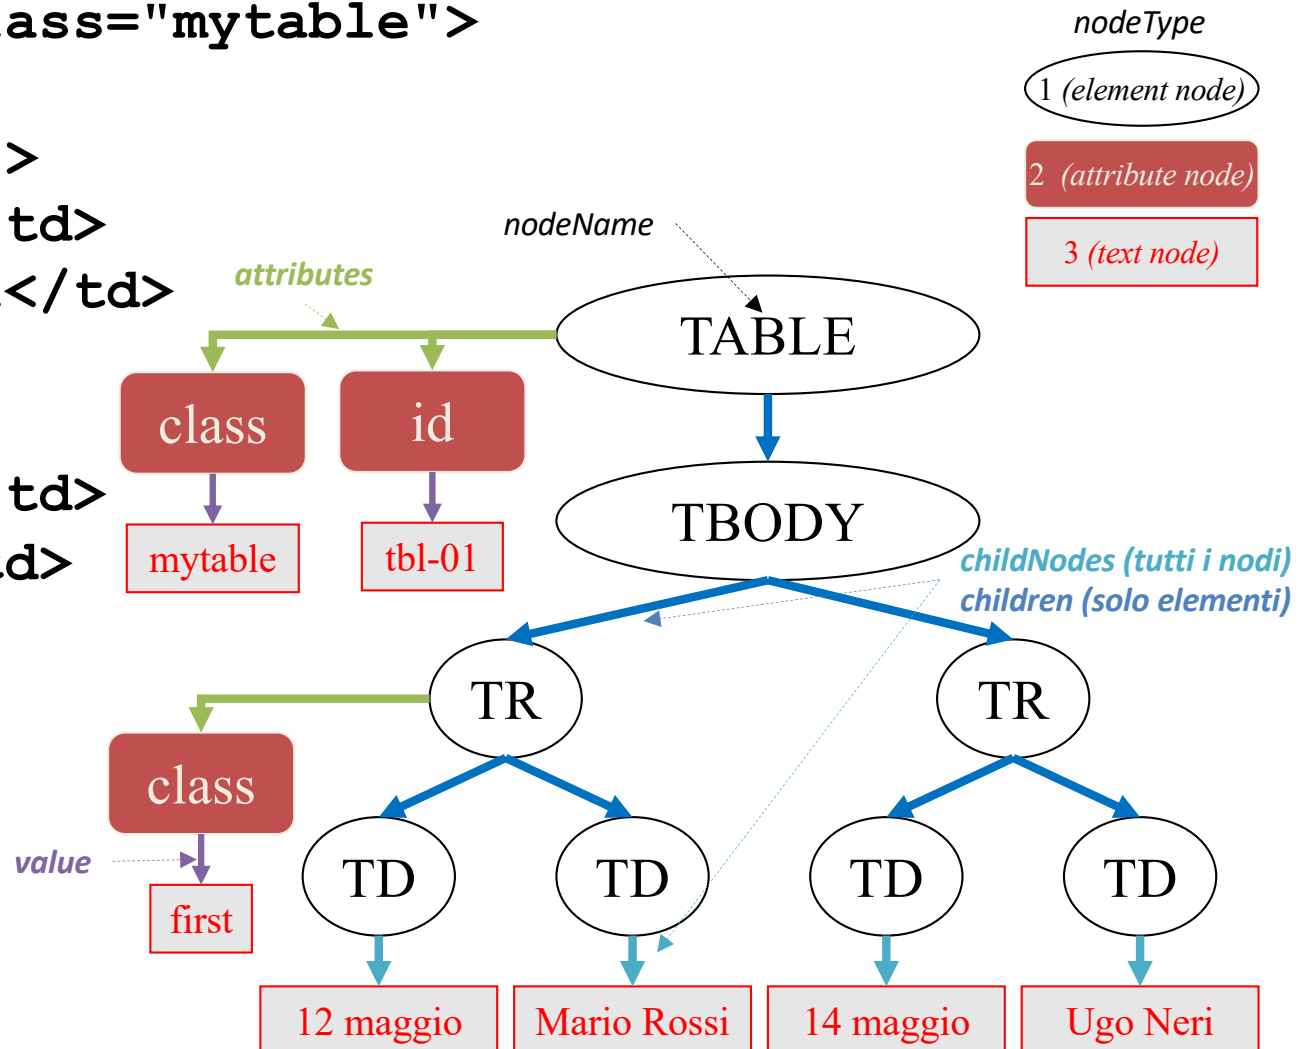 ass="mytable">
nodeType
1 (element node)
>
2 (attribute node)
td>
nodeName
3 (text node)
</td>
attributes
TABLE
class
id
td>
TBODY
mytable
tbl-01
d>
childNodes (tutti i nodi)
children (solo elementi)
TR
TR
class
value
TD
TD
TD
TD
first
12 maggio
Mario Rossi
14 maggio
Ugo Neri